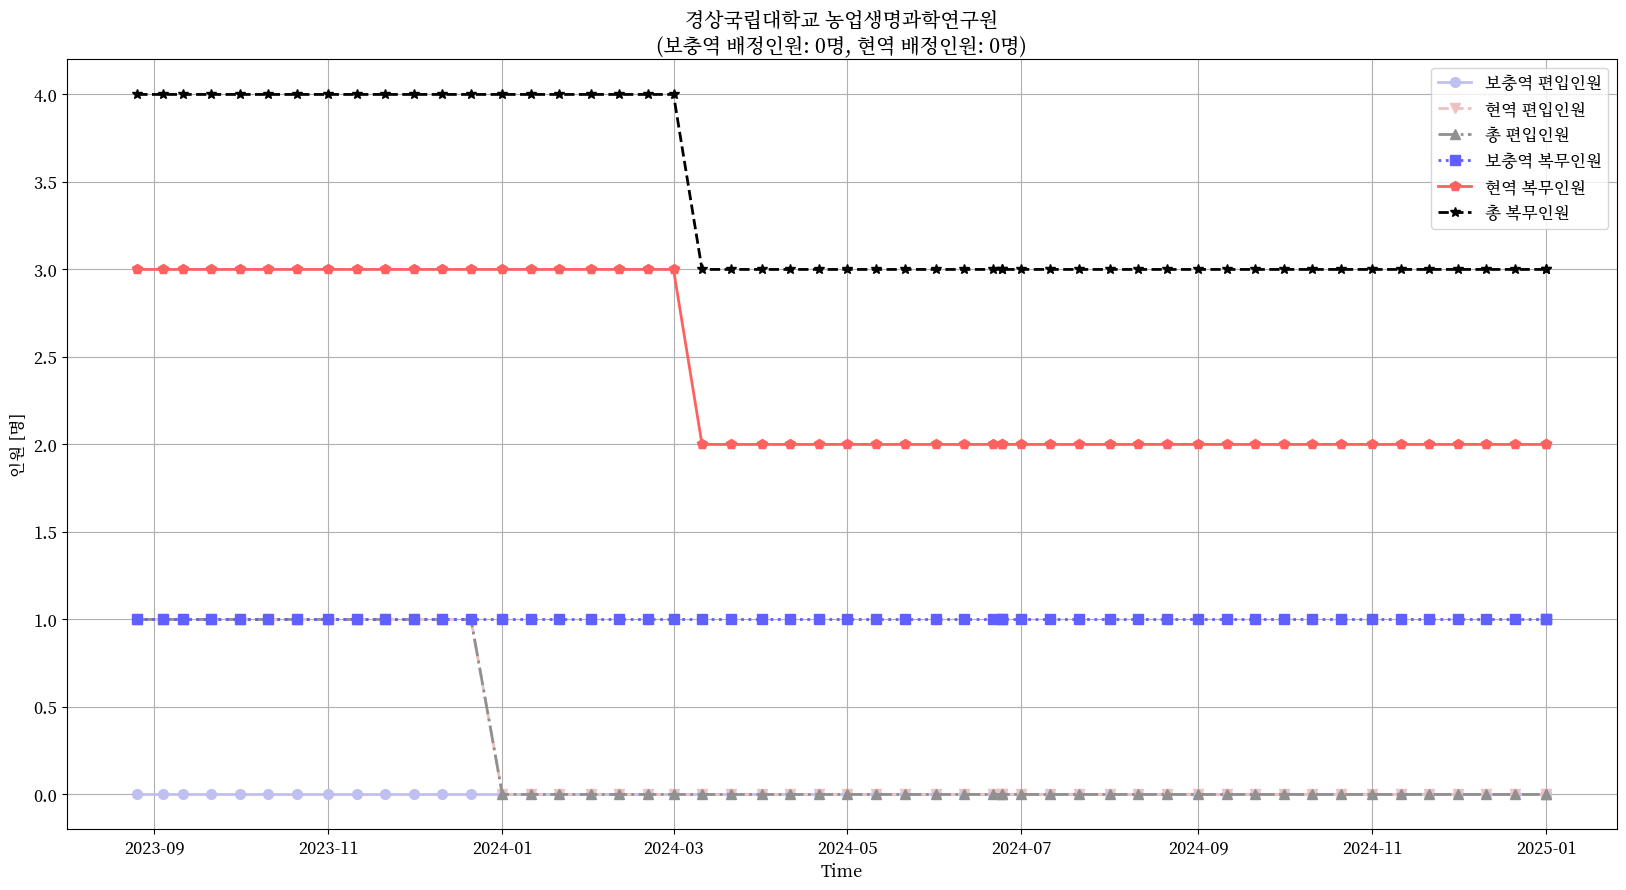 경상국립대학교 농업생명과학연구원
(보충역 배정인원: 0명, 현역 배정인원: 0명)
보충역 편입인원
현역 편입인원
총 편입인원
보충역 복무인원
현역 복무인원
총 복무인원
인원 [명]
4.0
3.5
3.0
2.5
2.0
1.5
1.0
0.5
0.0
2023-09
2023-11
2024-01
2024-03
2024-05
2024-07
2024-09
2024-11
2025-01
Time